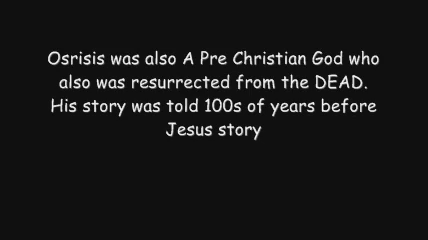 Osrisis was also A Pre Christian God who
also was resurrected from the DEAD.
His story was told 100s of years before
Jesus story